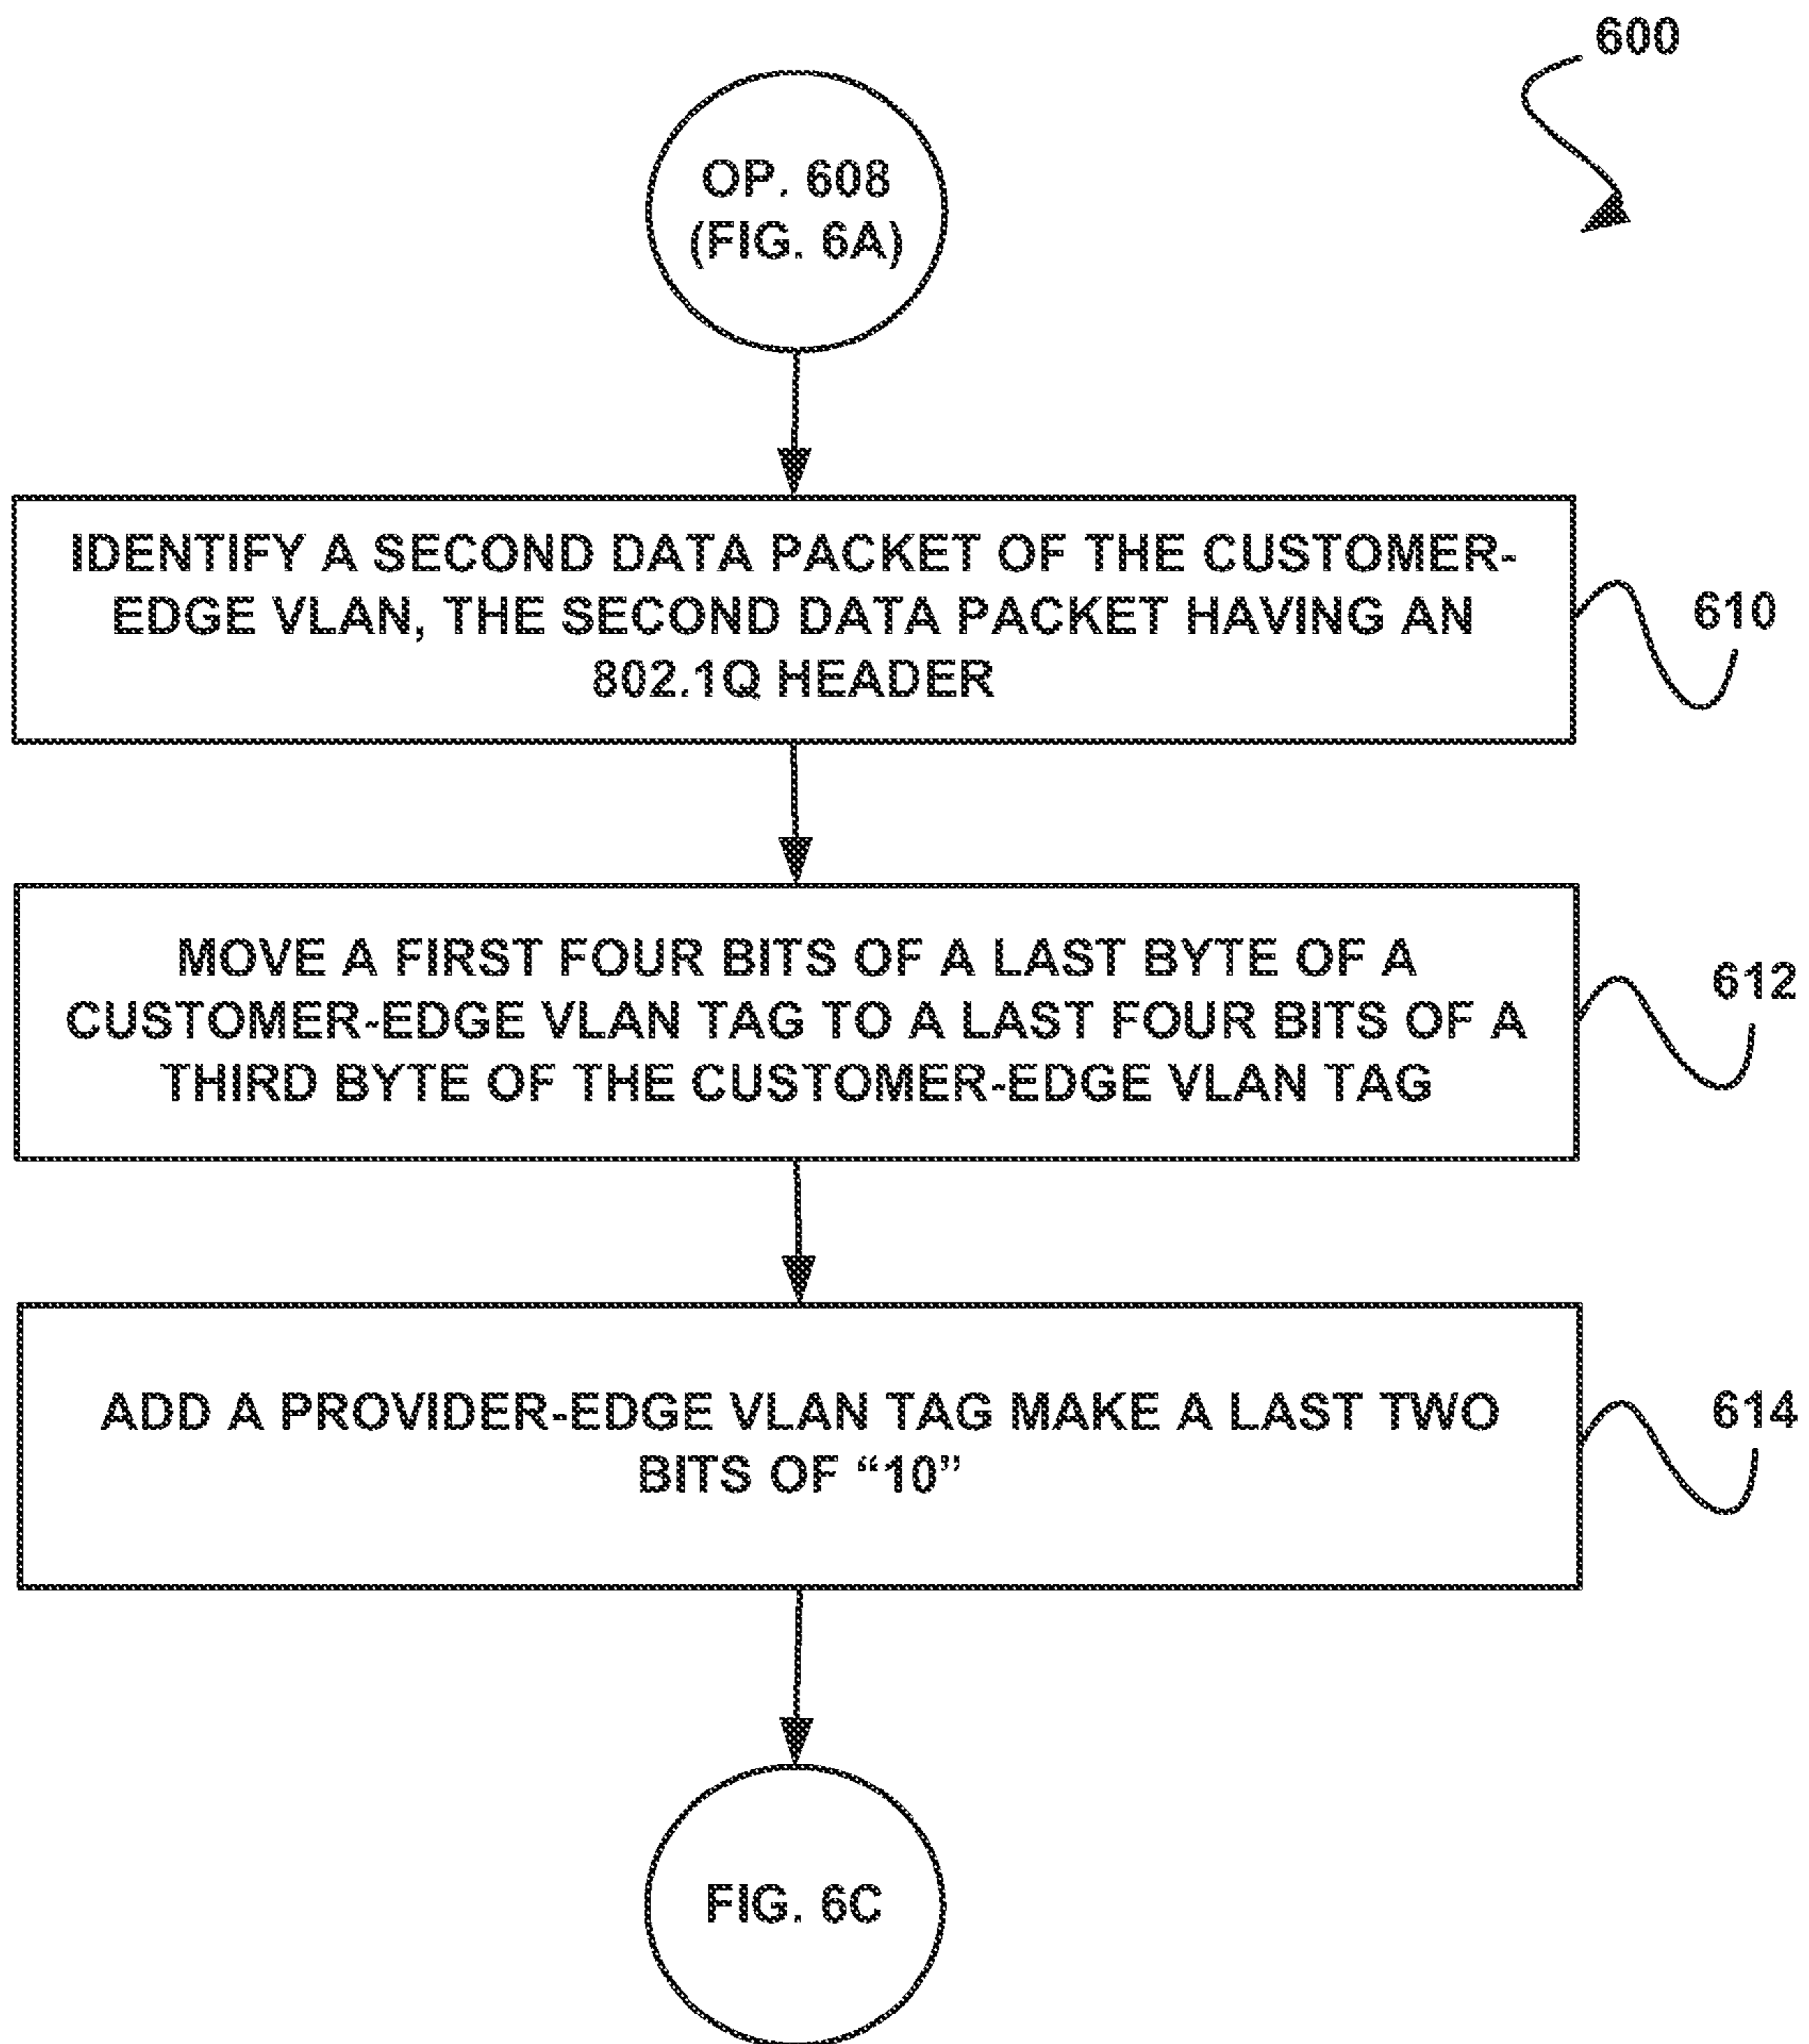 600
OP. 608
(FIG. 6A)
IDENTIFY A SECOND DATA PACKET OF THE CUSTOMER-
EDGE VLAN, THE SECOND DATA PACKET HAVING AN
802.1Q HEADER
610
MOVE A FIRST FOUR BITS OF A LAST BYTE OF A
CUSTOMER-EDGE VLAN TAG TO A LAST FOUR BITS OF A
THIRD BYTE OF THE CUSTOMER-EDGE VLAN TAG
612
ADD A PROVIDER-EDGE VLAN TAG MAKE A LAST TWO
BITS OF “10”
614
FIG. 6C